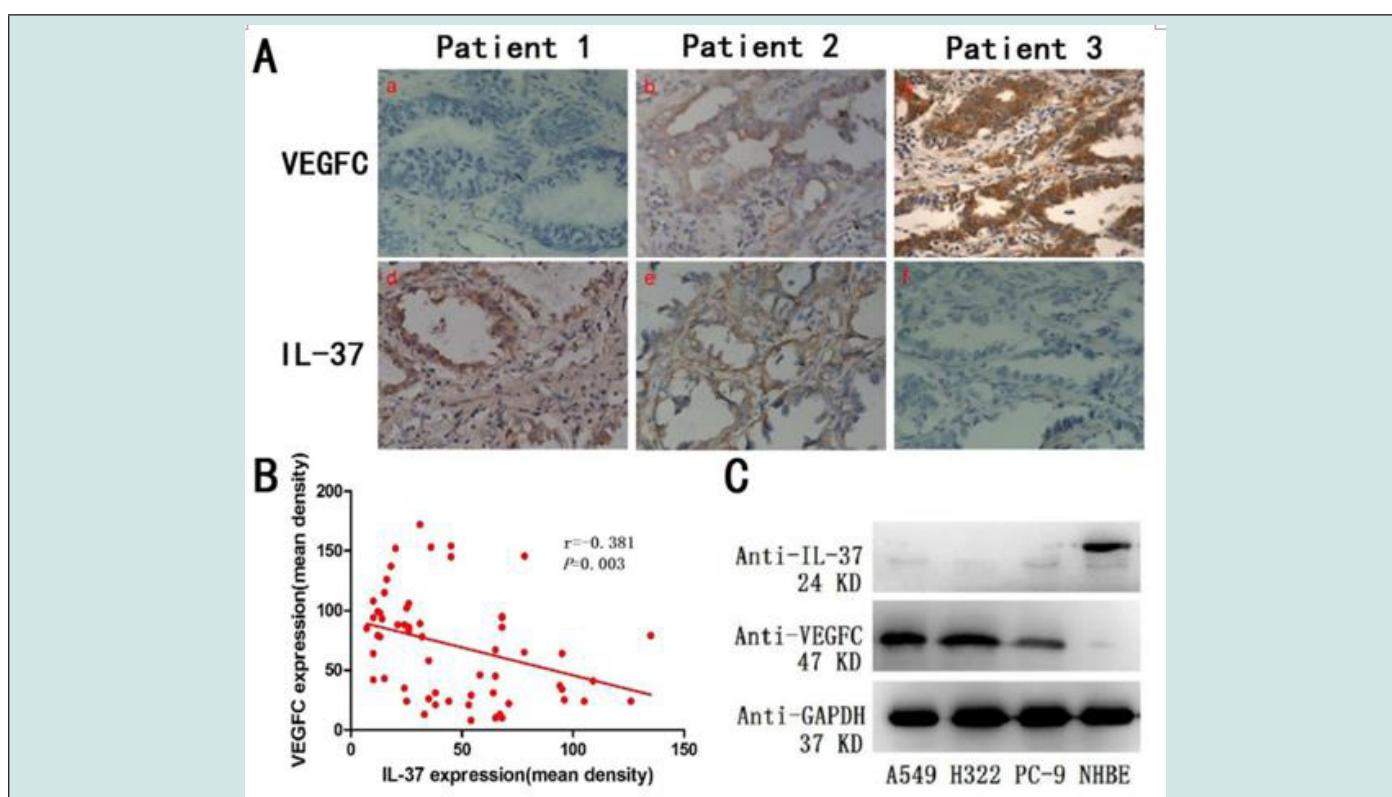 A
Patient 1 Patient 2 Patient 3
VEGFC
a b
IL-37
d e f
B
VEGFC expression(mean density)
200
150
100
50
0
r=-0.381
P=0.003
0 50 100 150
IL-37 expression(mean density)
C
Anti-IL-37
24 KD
Anti-VEGFC
47 KD
Anti-GAPDH
37 KD
A549 H322 PC-9 NHBE